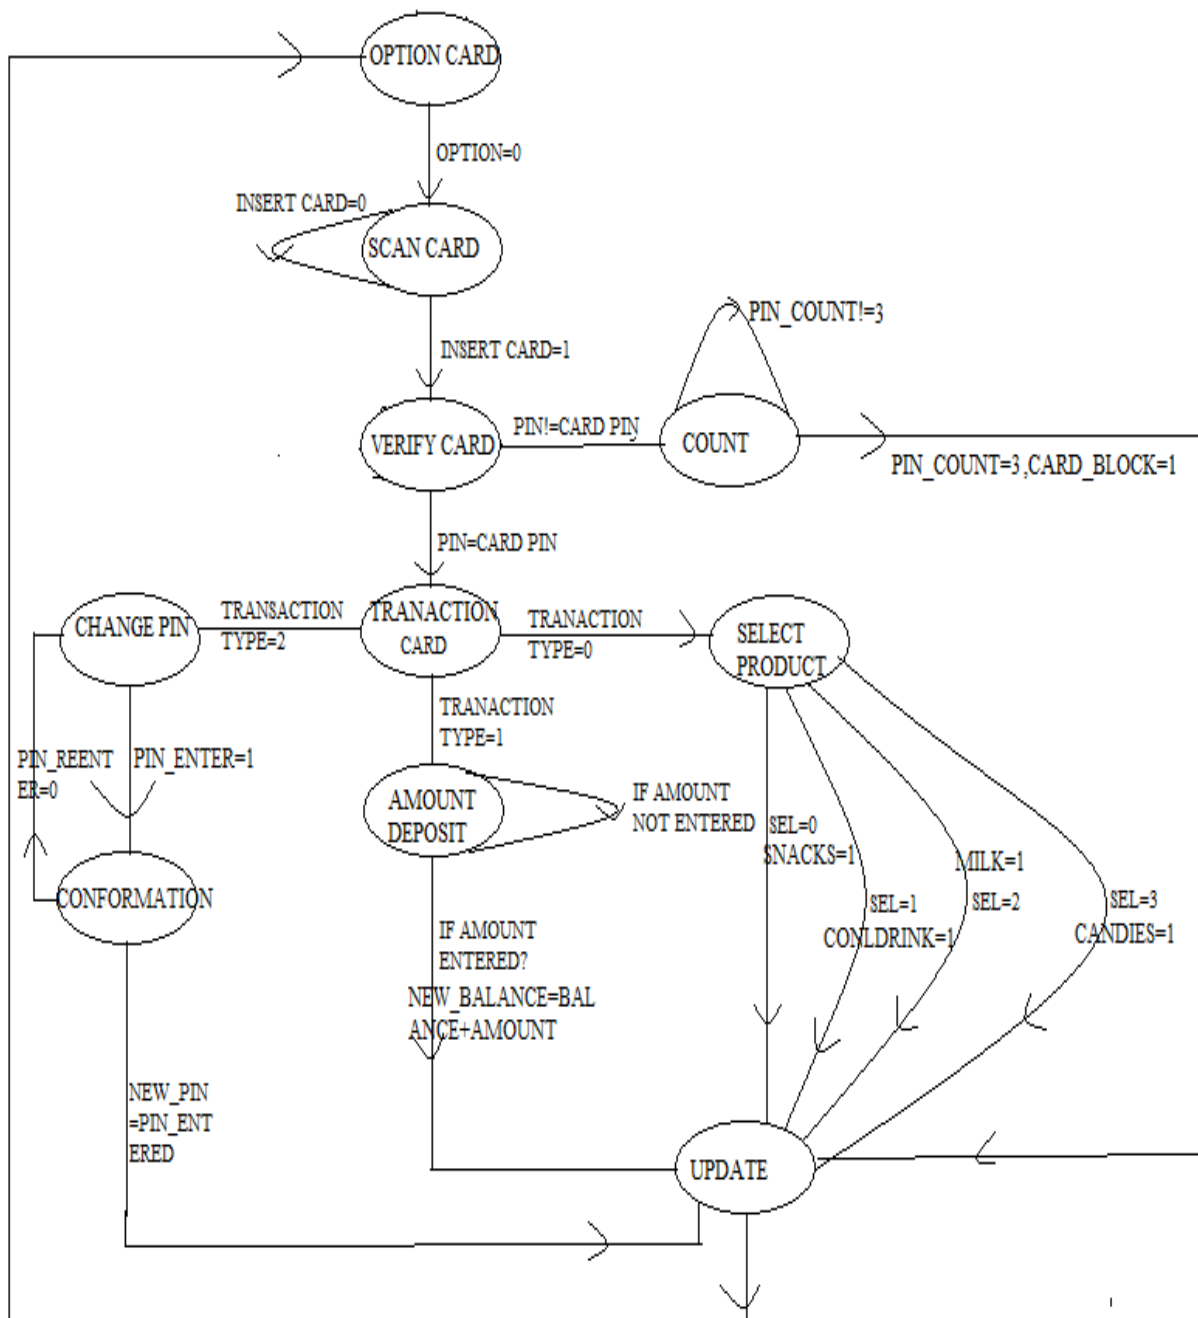 OPTION CARD
OPTION=0
INSERT CARD=0
SCAN CARD
INSERT CARD=1
PIN_COUNT!=3
VERIFY CARD
PIN!=CARD PIN
COUNT
PIN_COUNT=3 ,CARD_BLOCK=1
PIN=CARD PIN
CHANGE PIN
TRANSACTION
TYPE=2
TRANACTION
CARD
TRANACTION
TYPE=0
SELECT
PRODUCT
TRANACTION
TYPE=1
PIN_REENT
ER=0
PIN_ENTER=1
AMOUNT
DEPOSIT
IF AMOUNT
NOT ENTERED
SEL=0
SNACKS=1
MILK=1
SEL=2
SEL=1
CONLDRINK=1
SEL=3
CANDIES=1
CONFORMATION
IF AMOUNT
ENTERED?
NEW_BALANCE=BAL
ANCE+AMOUNT
NEW_PIN
=PIN_ENT
ERED
UPDATE